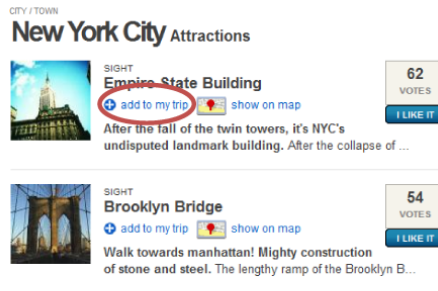 CITY / TOWN
New York City Attractions
SIGHT
Empire State Building
add to my trip show on map
After the fall of the twin towers, it's NYC's
undisputed landmark building. After the collapse of ...
62
VOTES
I LIKE IT
SIGHT
Brooklyn Bridge
add to my trip show on map
Walk towards manhattan! Mighty construction
of stone and steel. The lengthy ramp of the Brooklyn B...
54
VOTES
I LIKE IT